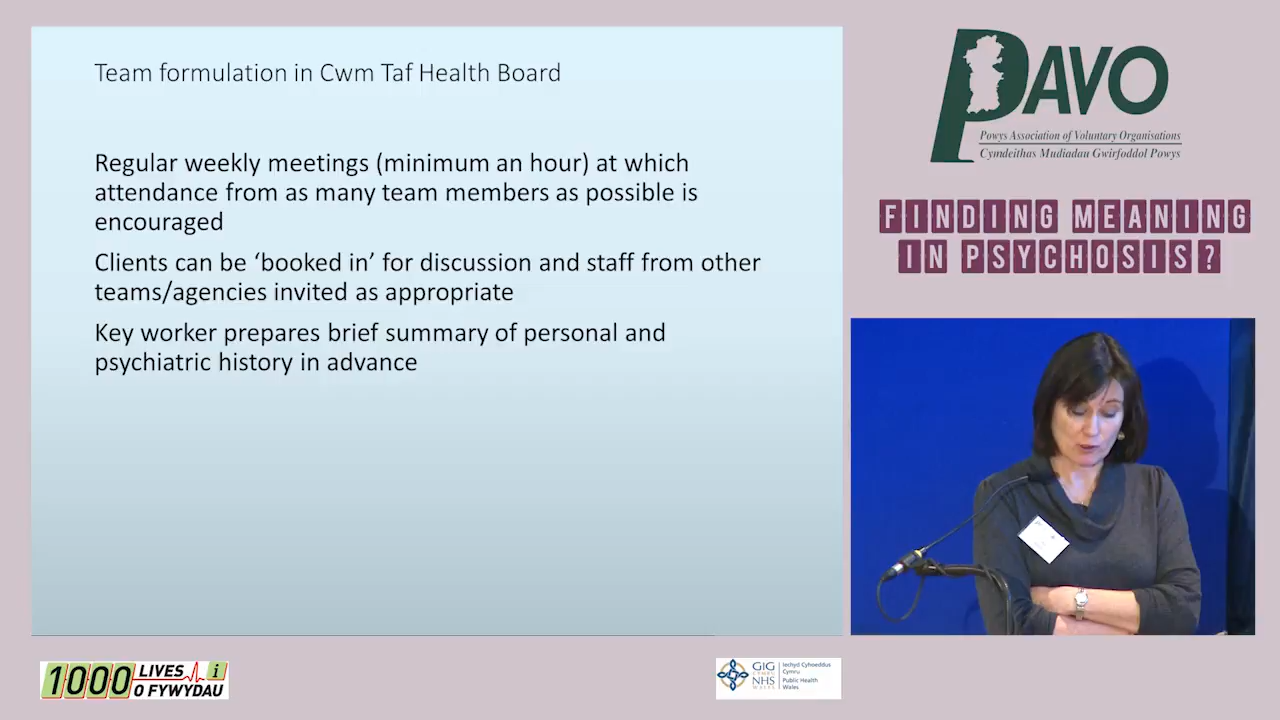 Team formulation in Cwm Taf Health Board
Regular weekly meetings (minimum an hour) at which
attendance from as many team members as possible is
encouraged
Clients can be ‘booked in’ for discussion and staff from other
teams/agencies invited as appropriate
Key worker prepares brief summary of personal and
psychiatric history in advance
PAVO
Powys Association of Voluntary Organisations
Cymdeithas Mudiadau Gwirfoddol Powys
FINDING MEANING
IN PSYCHOSIS?
1000 LIVES i
O FYWYDAU
GIG
CYMRU
NHS
WALES
Iechyd Cyhoeddus
Cymru
Public Health
Wales